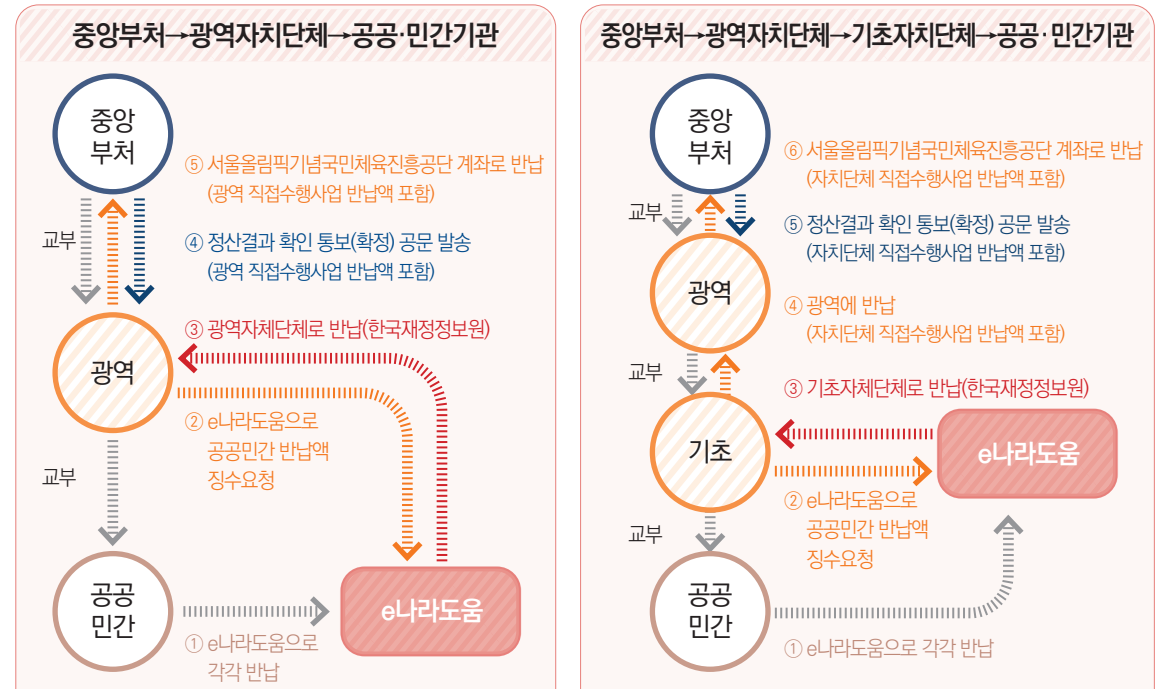 중앙부처→광역자치단체→공공·민간기관
중앙
부처
⑤ 서울올림픽기념국민체육진흥공단 계좌로 반납
(광역 직접수행사업 반납액 포함)
교부
④ 정산결과 확인 통보(확정) 공문 발송
(광역 직접수행사업 반납액 포함)
③ 광역자체단체로 반납(한국재정정보원)
광역
② e나라도움으로
공공민간 반납액
징수요청
교부
공공
민간
e나라도움
① e나라도움으로
각각 반납
중앙부처→광역자치단체→기초자치단체→공공·민간기관
중앙
부처
⑥ 서울올림픽기념국민체육진흥공단 계좌로 반납
(자치단체 직접수행사업 반납액 포함)
교부
⑤ 정산결과 확인 통보(확정) 공문 발송
(자치단체 직접수행사업 반납액 포함)
광역
④ 광역에 반납
(자치단체 직접수행사업 반납액 포함)
교부
③ 기초자체단체로 반납(한국재정정보원)
기초
e나라도움
② e나라도움으로
공공민간 반납액
징수요청
교부
공공
민간
① e나라도움으로 각각 반납